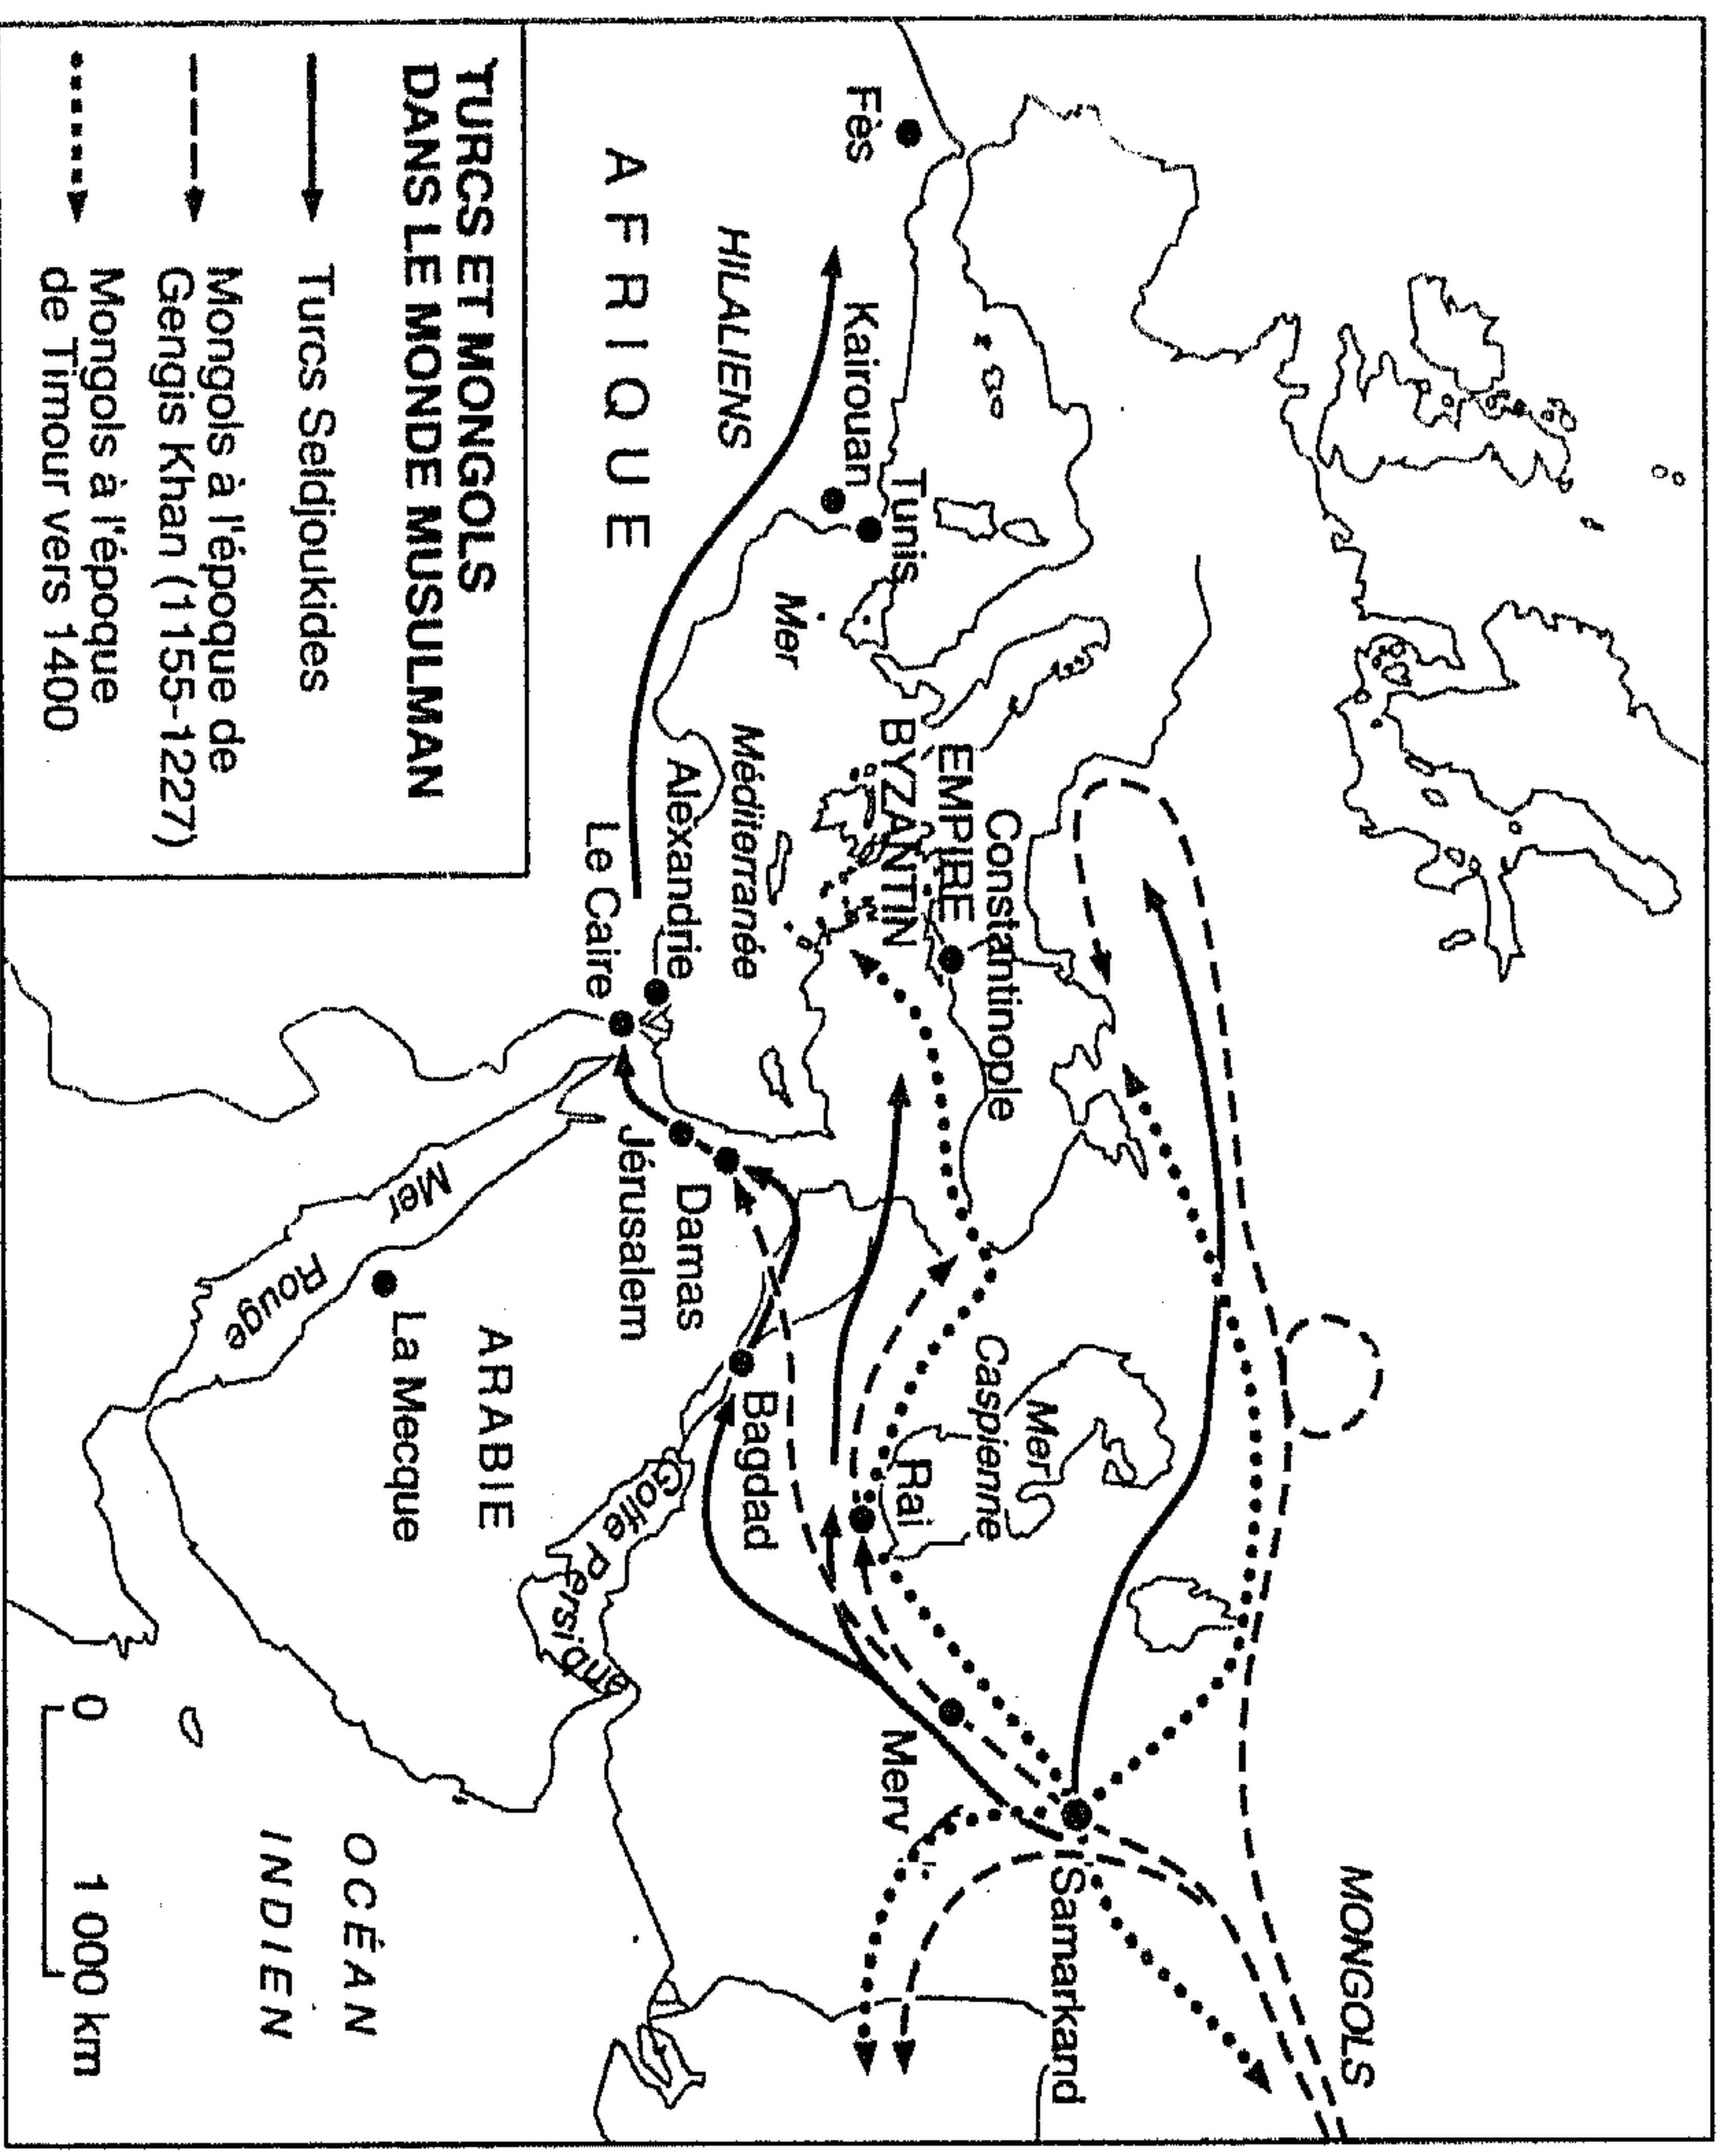 MONGOLS
Samarkand
Merv
Mer
Caspienne
Rai
Constantinople
EMPIRE
BYZANTIN
Tunis
Kairouan
Fès
HILALIENS
AFRIQUE
Mer
Méditerranée
Alexandrie
Le Caire
Jérusalem
Damas
Bagdad
Golfe Persique
ARABIE
La Mecque
Mer
Rouge
OCÉAN
INDIEN
0 1 000 km
TURCS ET MONGOLS
DANS LE MONDE MUSULMAN
Turcs Seldjoukides
Mongols à l'époque de
Gengis Khan (1155-1227)
Mongols à l'époque
de Timour vers 1400